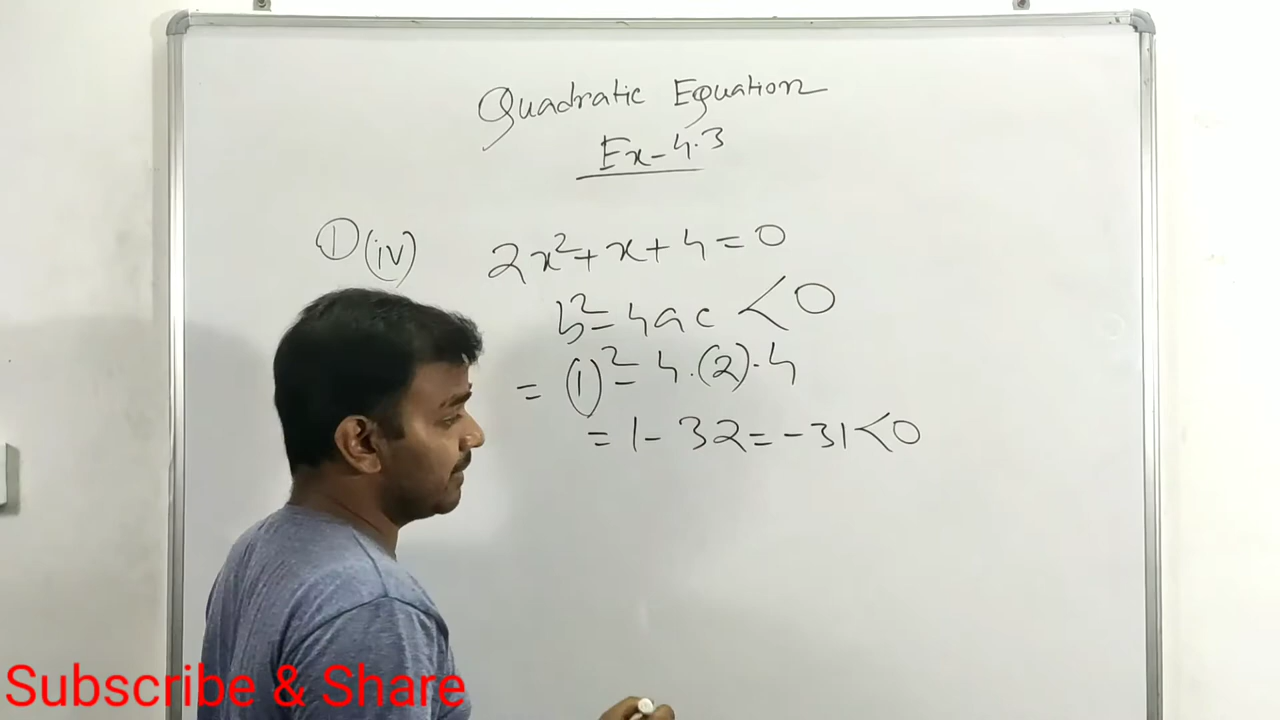 Quadratic Equation
Ex-4.3
① (iv) 2x²+x+4=0
b²-4ac <0
= (1)²-4.(2).4
= 1-32=-31<0
Subscribe & Share